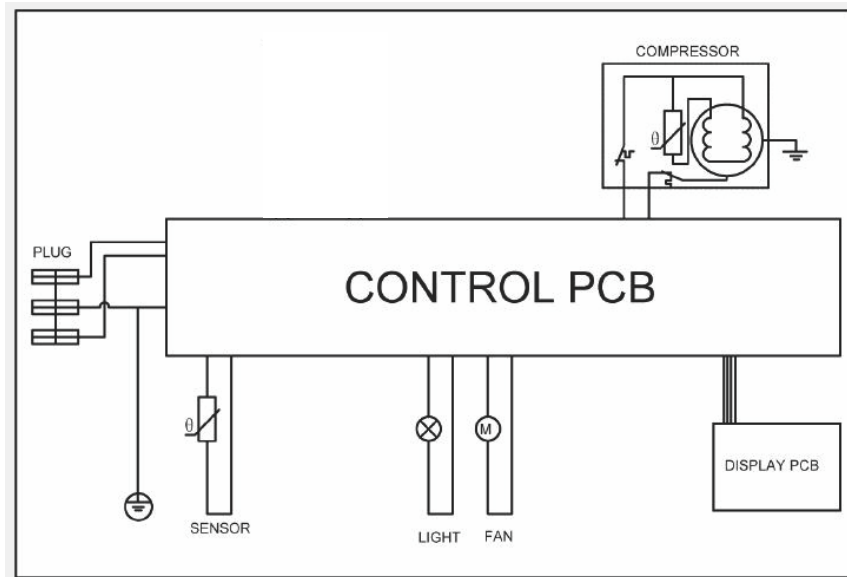 COMPRESSOR
θ
PLUG
CONTROL PCB
θ
M
DISPLAY PCB
SENSOR
LIGHT
FAN